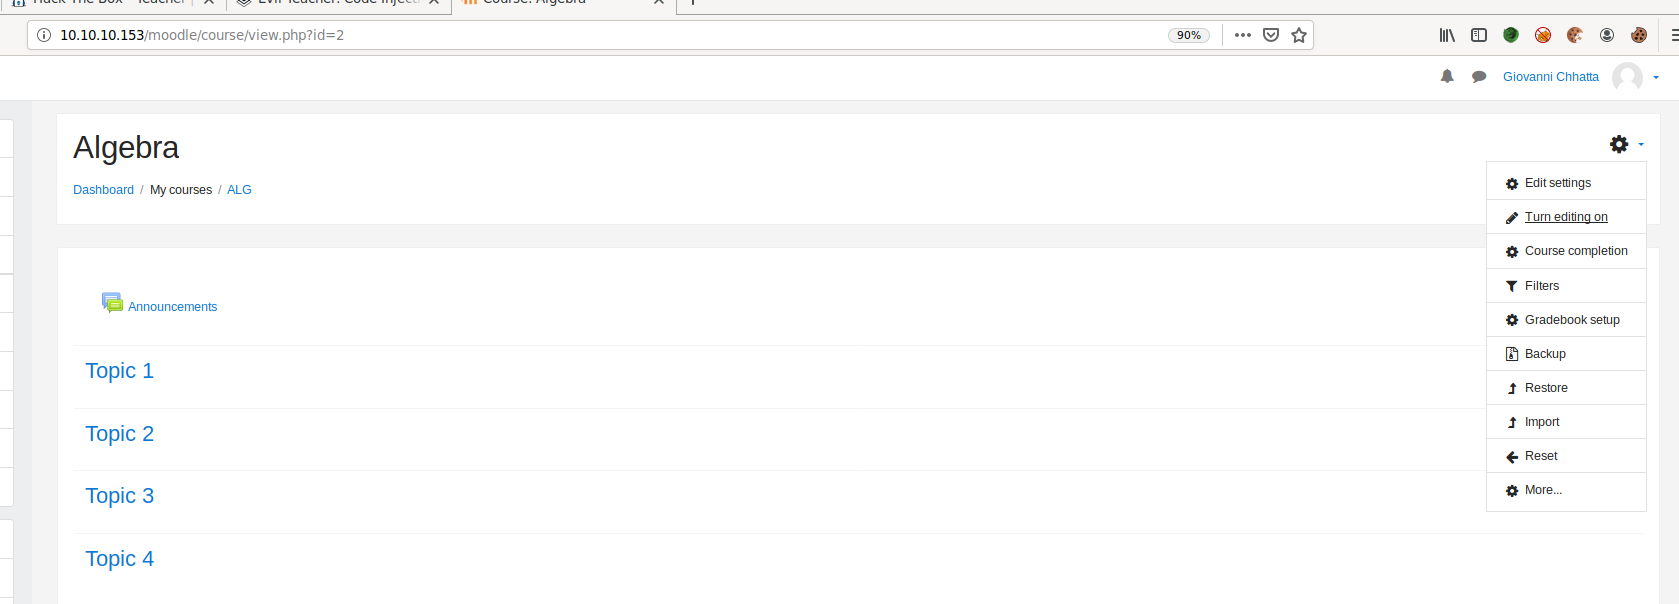 Hack The Box - Teacher
Evil Teacher: Code Injecti
Course: Algebra
10.10.10.153/moodle/course/view.php?id=2
90%
Giovanni Chhatta
Algebra
Dashboard / My courses / ALG
Edit settings
Turn editing on
Course completion
Filters
Gradebook setup
Backup
Restore
Import
Reset
More...
Announcements
Topic 1
Topic 2
Topic 3
Topic 4